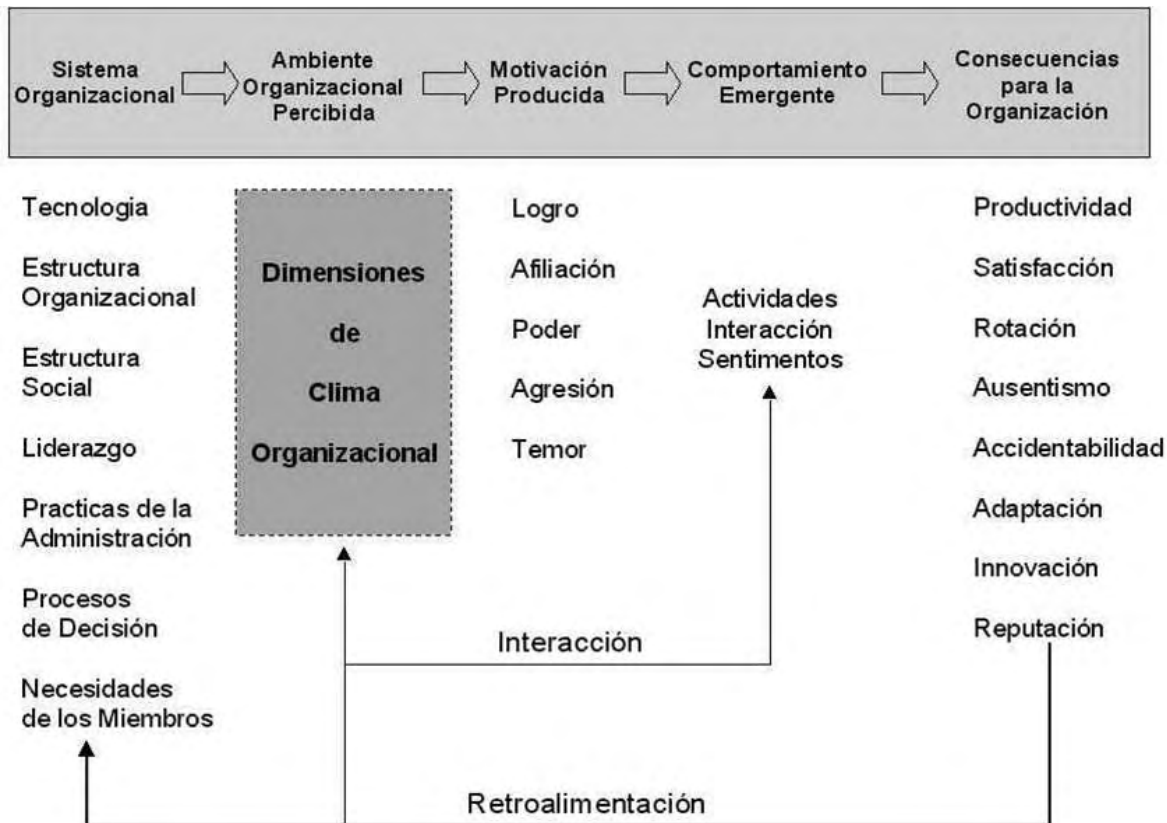 Sistema
Organizacional
Ambiente
Organizacional
Percibida
Motivación
Producida
Comportamiento
Emergente
Consecuencias
para la
Organización
Tecnologia
Estructura
Organizacional
Estructura
Social
Liderazgo
Practicas de la
Administración
Procesos
de Decisión
Necesidades
de los Miembros
Dimensiones
de
Clima
Organizacional
Logro
Afiliación
Poder
Agresión
Temor
Actividades
Interacción
Sentimentos
Productividad
Satisfacción
Rotación
Ausentismo
Accidentabilidad
Adaptación
Innovación
Reputación
Interacción
Retroalimentación